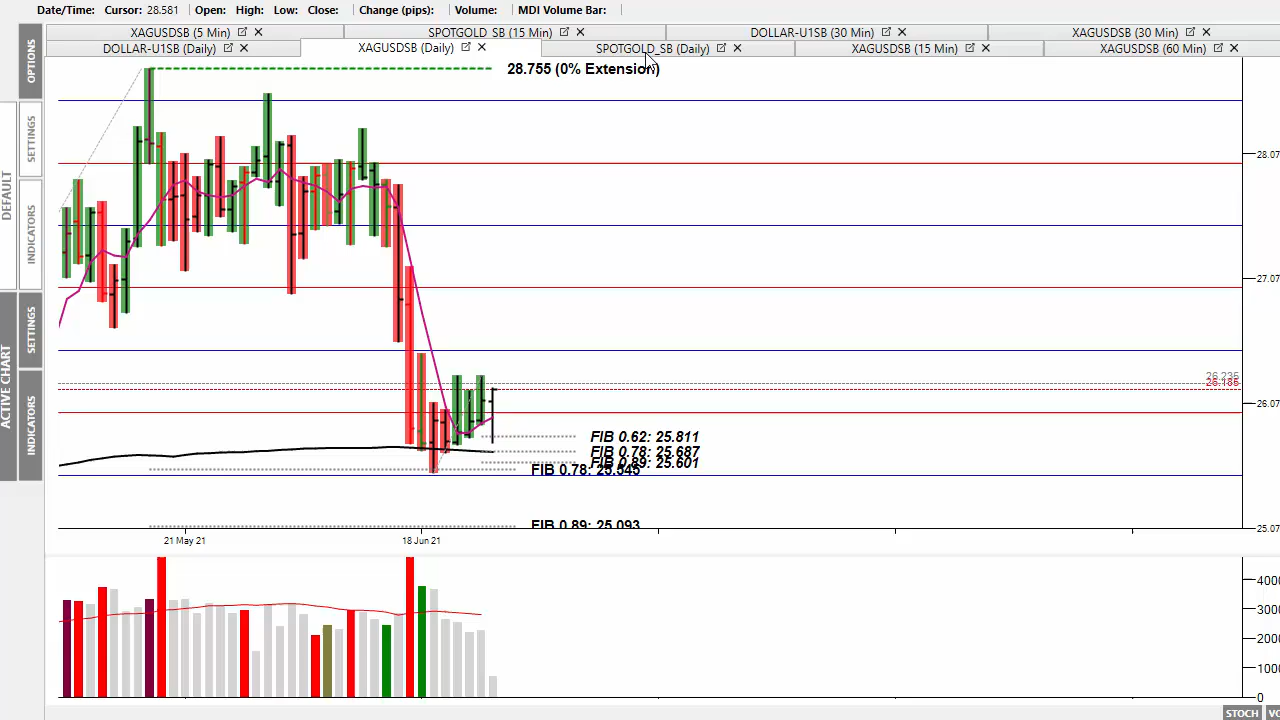 Date/Time: Cursor: 28.581 Open: High: Low: Close: Change (pips): Volume: MDI Volume Bar:
XAGUSDSB (5 Min) SPOTGOLD_SB (15 Min) DOLLAR-U1SB (30 Min) XAGUSDSB (30 Min)
DOLLAR-U1SB (Daily) XAGUSDSB (Daily) SPOTGOLD_SB (Daily) XAGUSDSB (15 Min) XAGUSDSB (60 Min)
OPTIONS
DEFAULT
SETTINGS
INDICATORS
ACTIVE CHART
SETTINGS
INDICATORS
28.755 (0% Extension)
28.07
27.07
26.235
26.185
26.07
FIB 0.62: 25.811
FIB 0.78: 25.687
FIB 0.89: 25.601
FIB 0.78: 25.545
FIB 0.89: 25.093
25.07
21 May 21 18 Jun 21
4000
3000
2000
1000
0
STOCH VO